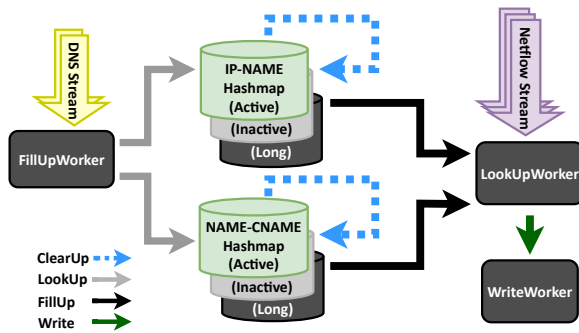 DNS Stream
Netflow Stream
IP-NAME
Hashmap
(Active)
(Inactive)
(Long)
FillUpWorker
LookUpWorker
NAME-CNAME
Hashmap
(Active)
(Inactive)
(Long)
ClearUp
LookUp
FillUp
Write
WriteWorker